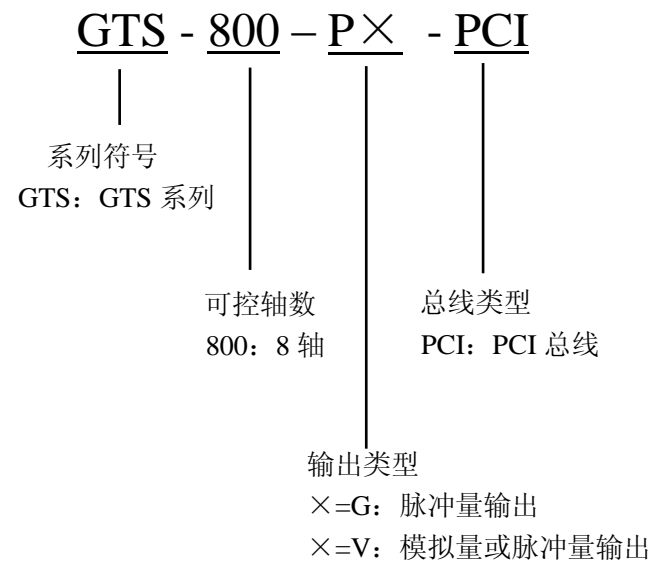 GTS - 800 – P× - PCI
系列符号
GTS：GTS 系列
可控轴数
800：8 轴
总线类型
PCI：PCI 总线
输出类型
×=G：脉冲量输出
×=V：模拟量或脉冲量输出